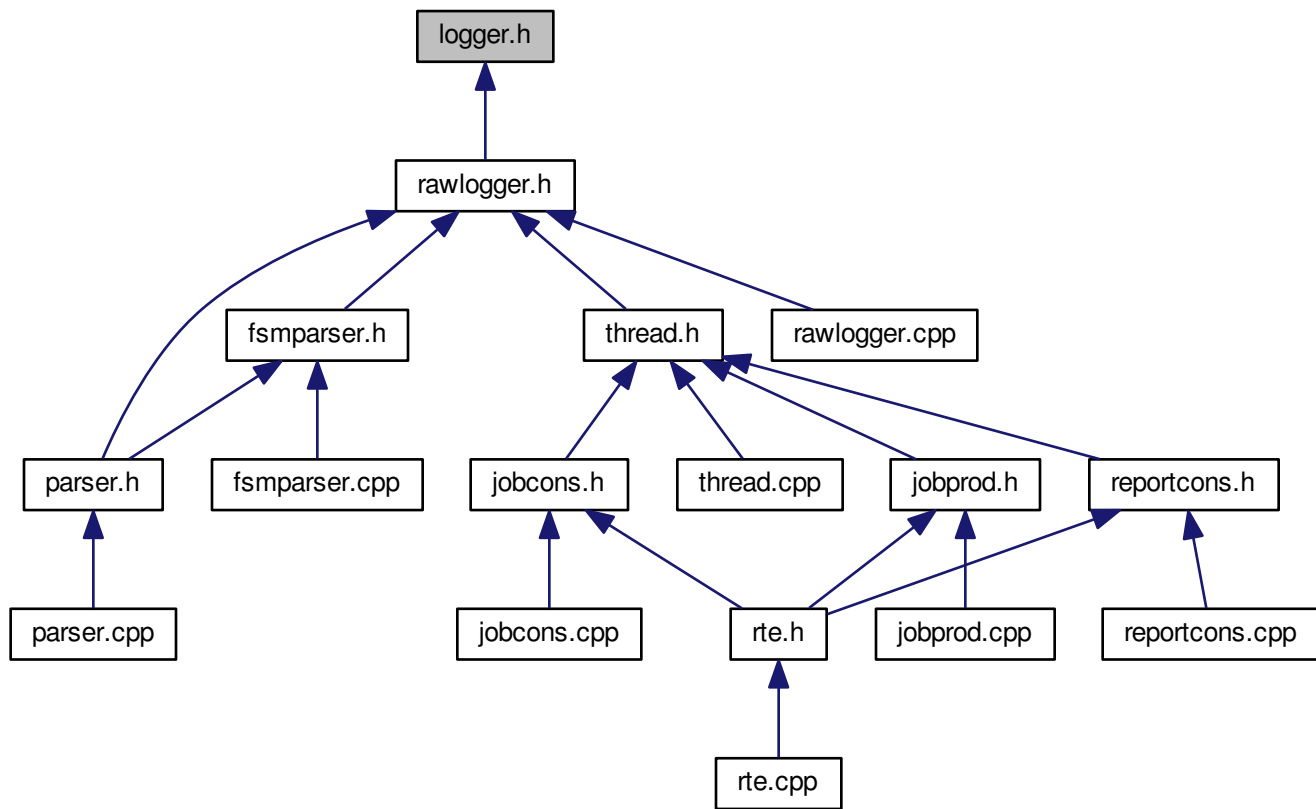 logger.h
rawlogger.h
fsmparser.h
thread.h
rawlogger.cpp
parser.h
fsmparser.cpp
jobcons.h
thread.cpp
jobprod.h
reportcons.h
parser.cpp
jobcons.cpp
rte.h
jobprod.cpp
reportcons.cpp
rte.cpp